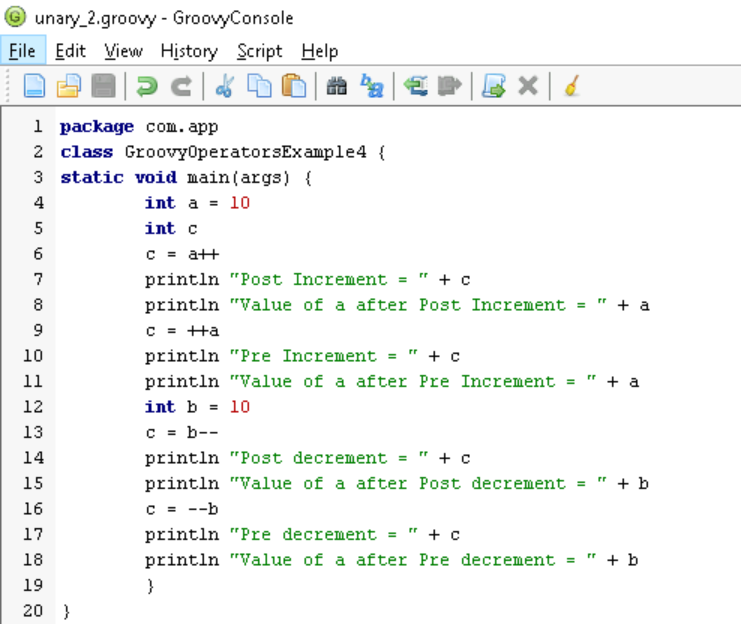 unary_2.groovy - GroovyConsole
File Edit View History Script Help
1 package com.app
2 class GroovyOperatorsExample4 {
3 static void main(args) {
4 int a = 10
5 int c
6 c = a++
7 println "Post Increment = " + c
8 println "Value of a after Post Increment = " + a
9 c = ++a
10 println "Pre Increment = " + c
11 println "Value of a after Pre Increment = " + a
12 int b = 10
13 c = b--
14 println "Post decrement = " + c
15 println "Value of a after Post decrement = " + b
16 c = --b
17 println "Pre decrement = " + c
18 println "Value of a after Pre decrement = " + b
19 }
20 }